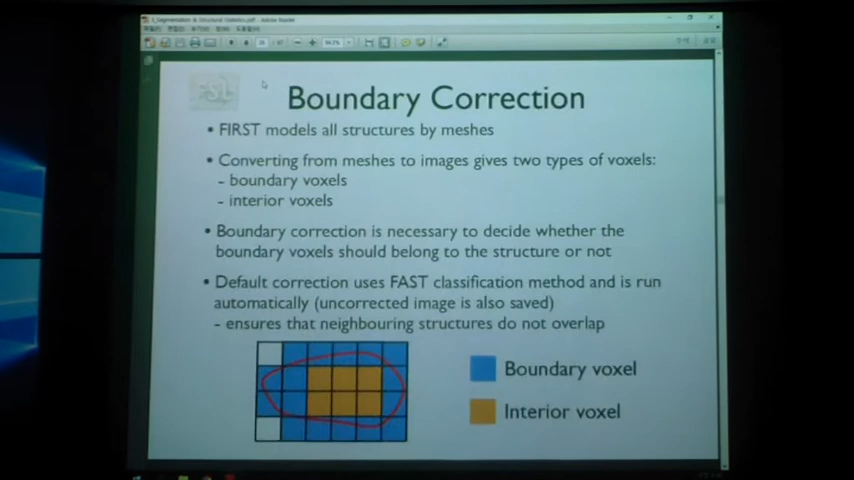 FSL
Boundary Correction
• FIRST models all structures by meshes
• Converting from meshes to images gives two types of voxels:
- boundary voxels
- interior voxels
• Boundary correction is necessary to decide whether the
boundary voxels should belong to the structure or not
• Default correction uses FAST classification method and is run
automatically (uncorrected image is also saved)
- ensures that neighbouring structures do not overlap
Boundary voxel
Interior voxel